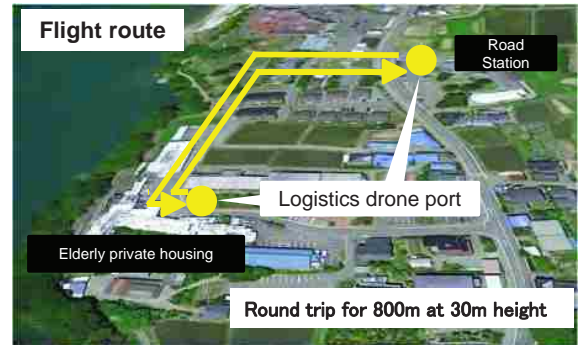 Flight route
Road
Station
Logistics drone port
Elderly private housing
Round trip for 800m at 30m height